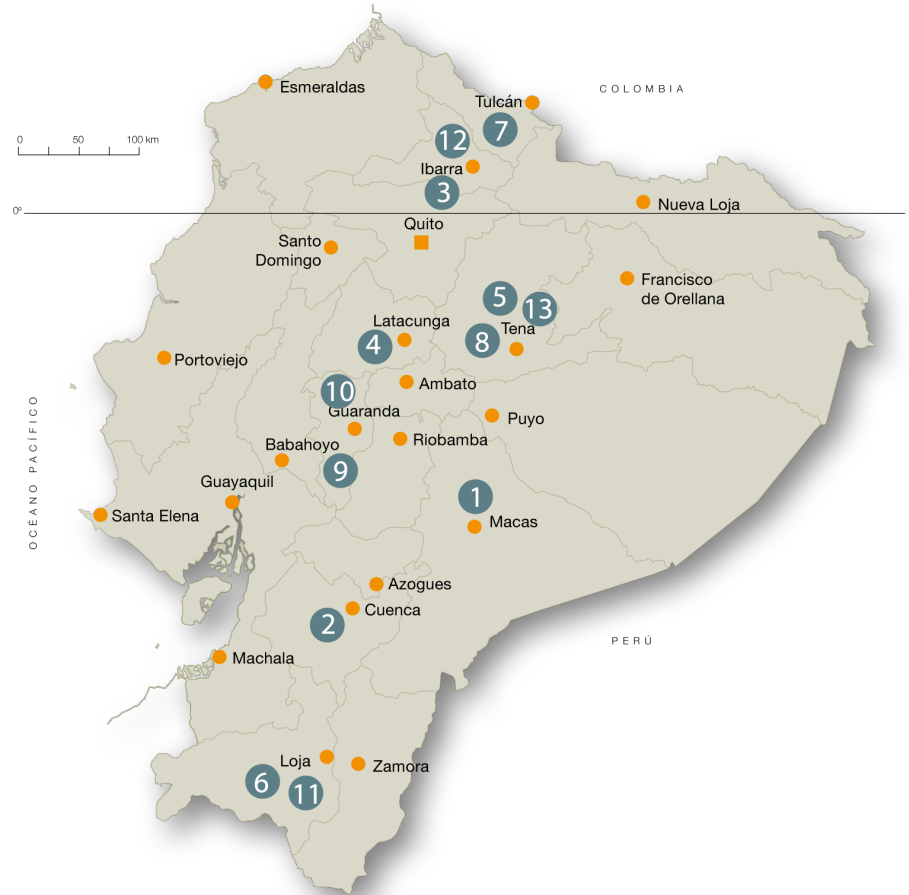 Esmeraldas
COLOMBIA
Tulcán
7
12
0
50
100 km
Ibarra
3
Nueva Loja
0º
Quito
Santo
Domingo
Francisco
de Orellana
5
13
Latacunga
Tena
4
8
Portoviejo
Ambato
10
Guaranda
Puyo
OCÉANO PACÍFICO
Babahoyo
Riobamba
9
Guayaquil
1
Santa Elena
Macas
Azogues
Cuenca
2
PERÚ
Machala
Loja
Zamora
6
11